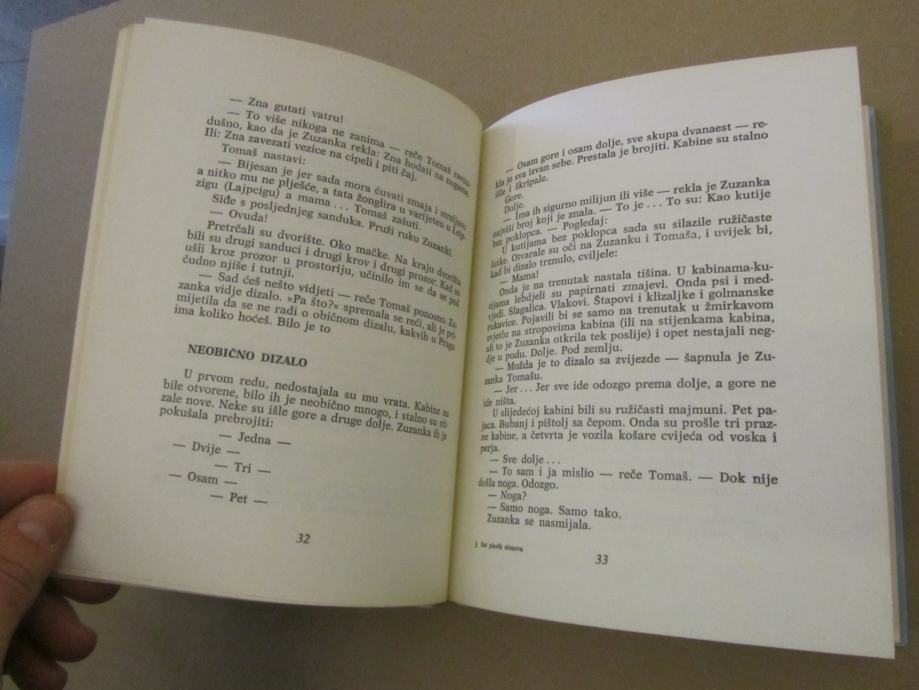 — Zna gutati vatru!
— To više nikoga ne zanima — reče Tomaš ravno-
dušno, kao da je Zuzanka rekla: Zna hodati na nogama.
Ili: Zna zavezati vezice na cipeli i piti čaj.
Tomaš nastavi:
— Bijesan je jer sada mora čuvati zmaja i streljanu
a nitko mu ne plješće, a tata žonglira u varijeteu u Leip-
zigu (Lajpcigu) a mama... Tomaš zašuti.
Siđe s posljednjeg sanduka. Pruži ruku Zuzanki.
— Ovuda!
Pretrčali su dvorište. Oko mačke. Na kraju dvorišta
bili su drugi sanduci i drugi krov i drugi prozor. Kad su
ušli kroz prozor u prostoriju, učinilo im se da se pod
čudno njiše i tutnji.
— Sad ćeš nešto vidjeti — reče Tomaš ponosno. Zu-
zanka vidje dizalo. »Pa što?« spremala se reći, ali je pri-
mijetila da se ne radi o običnom dizalu, kakvih u Pragu
ima koliko hoćeš. Bilo je to
NEOBIČNO DIZALO
U prvom redu, nedostajala su mu vrata. Kabine su
bile otvorene, bilo ih je neobično mnogo, i stalno su sti-
zale nove. Neke su išle gore a druge dolje. Zuzanka ih je
pokušala prebrojiti:
— Jedna —
— Dvije —
— Tri —
— Osam —
— Pet —
32
— Osam gore i osam dolje, sve skupa dvanaest — re-
kla je sva izvan sebe. Prestala je brojiti. Kabine su stalno
išle i škripale.
Gore.
Dolje.
— Ima ih sigurno milijun ili više — rekla je Zuzanka
najviši broj koji je znala. — To je... To su: Kao kutije
bez poklopca. — Pogledaj:
U kutijama bez poklopca sada su silazile ružičaste
lutke. Otvarale su oči na Zuzanku i Tomaša, i uvijek bi,
kad bi dizalo trznulo, cviljele:
— Mama!
Onda je na trenutak nastala tišina. U kabinama-ku-
tijama lebdjeli su papirnati zmajevi. Onda psi i med-
vjedi. Slagalica. Vlakovi. Štapovi i klizaljke i golmanske
rukavice. Pojavili bi se samo na trenutak u žmirkavom
svjetlu na stropovima kabina (ili na stijenkama kabina,
ali to je Zuzanka otkrila tek poslije) i opet nestajali neg-
dje u podu. Dolje. Pod zemlju.
— Možda je to dizalo sa zvijezde — šapnula je Zu-
zanka Tomašu.
— Jer... Jer sve ide odozgo prema dolje, a gore ne
ide ništa.
U slijedećoj kabini bili su ružičasti majmuni. Pet pa-
jaca. Bubanj i pištolj sa čepom. Onda su prošle tri praz-
ne kabine, a četvrta je vozila košare cvijeća od voska i
perja.
— Sve dolje...
— To sam i ja mislio — reče Tomaš. — Dok nije
došla noga. Odozgo.
— Noga?
— Samo noga. Samo tako.
Zuzanka se nasmijala.
3 Pet plavih slonova
33